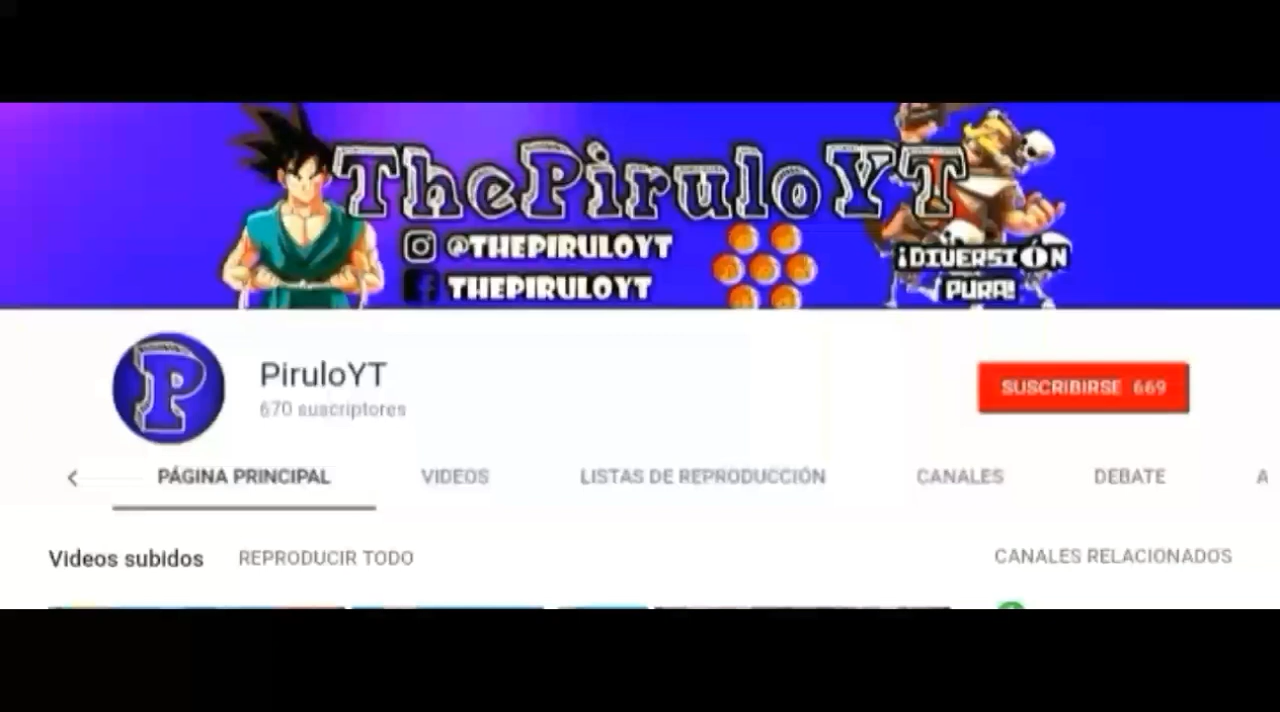 ThePiruloYT
@THEPIRULOYT
THEPIRULOYT
¡DIVERSIÓN
PURA!
P
PiruloYT
670 suscriptores
SUSCRIBIRSE 669
PÁGINA PRINCIPAL
VIDEOS
LISTAS DE REPRODUCCIÓN
CANALES
DEBATE
A
Videos subidos
REPRODUCIR TODO
CANALES RELACIONADOS